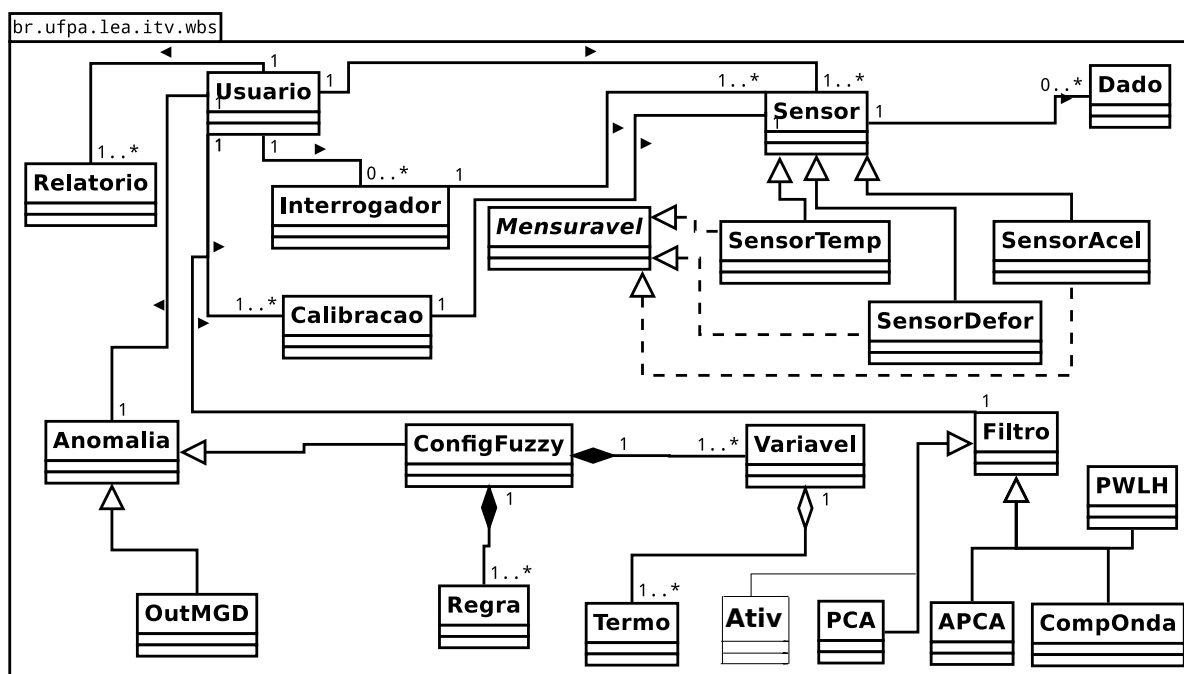 br.ufpa.lea.itv.wbs
1
1
1..*
1..*
0..*
Dado
Usuario
1
Sensor
1
1
1
1
1..*
1
0..*
1
Relatorio
Interrogador
Mensuravel
SensorTemp
SensorAcel
1..*
1
Calibracao
SensorDefor
1
1
Anomalia
ConfigFuzzy
1
1..*
Variavel
Filtro
PWLH
1
1
1..*
1..*
OutMGD
Regra
Termo
Ativ
PCA
APCA
CompOnda